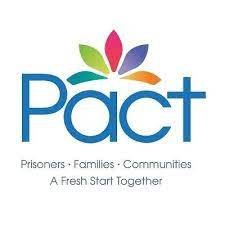 Pact
Prisoners · Families · Communities
A Fresh Start Together